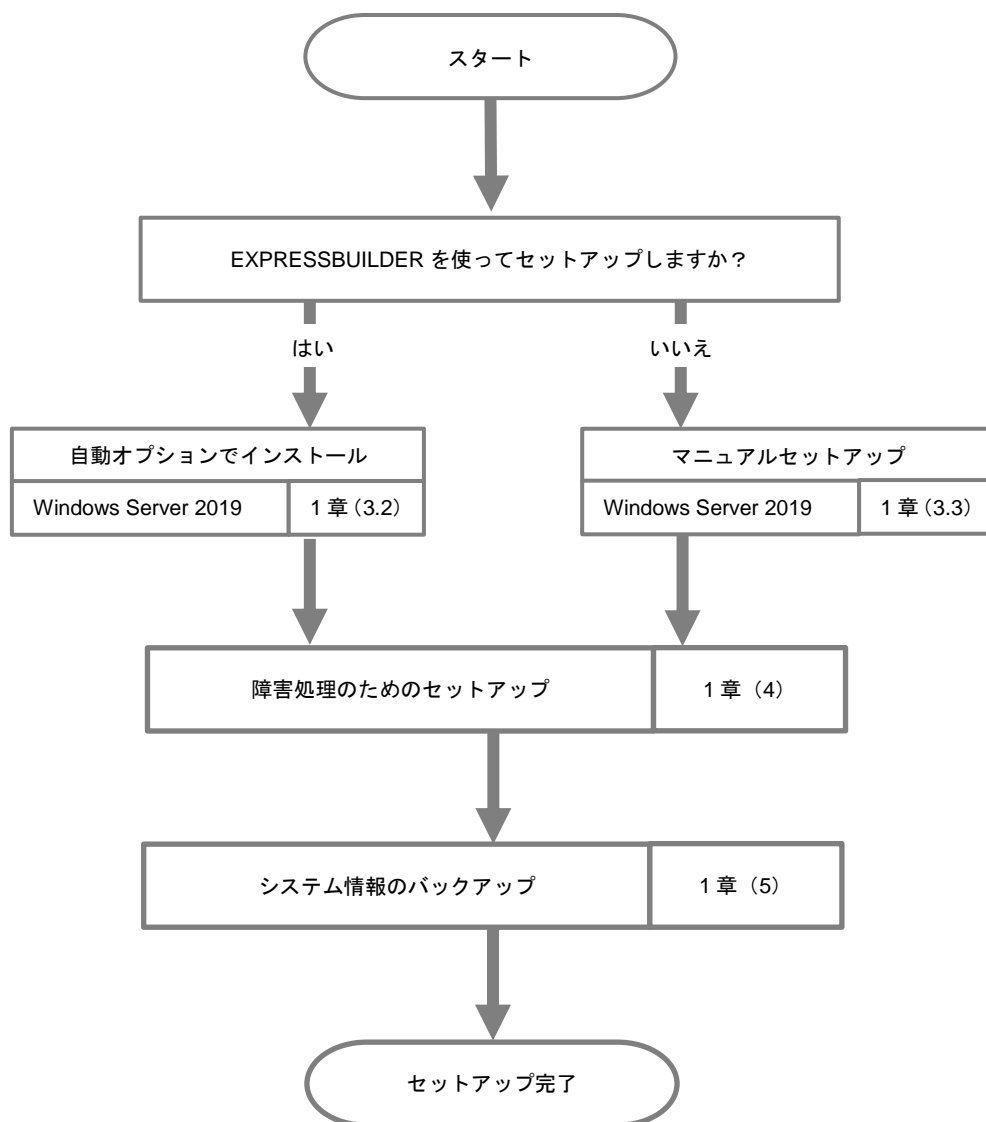 スタート
EXPRESSBUILDER を使ってセットアップしますか？
はい
いいえ
自動オプションでインストール
Windows Server 2019
1 章（3.2）
マニュアルセットアップ
Windows Server 2019
1 章（3.3）
障害処理のためのセットアップ
1 章（4）
システム情報のバックアップ
1 章（5）
セットアップ完了